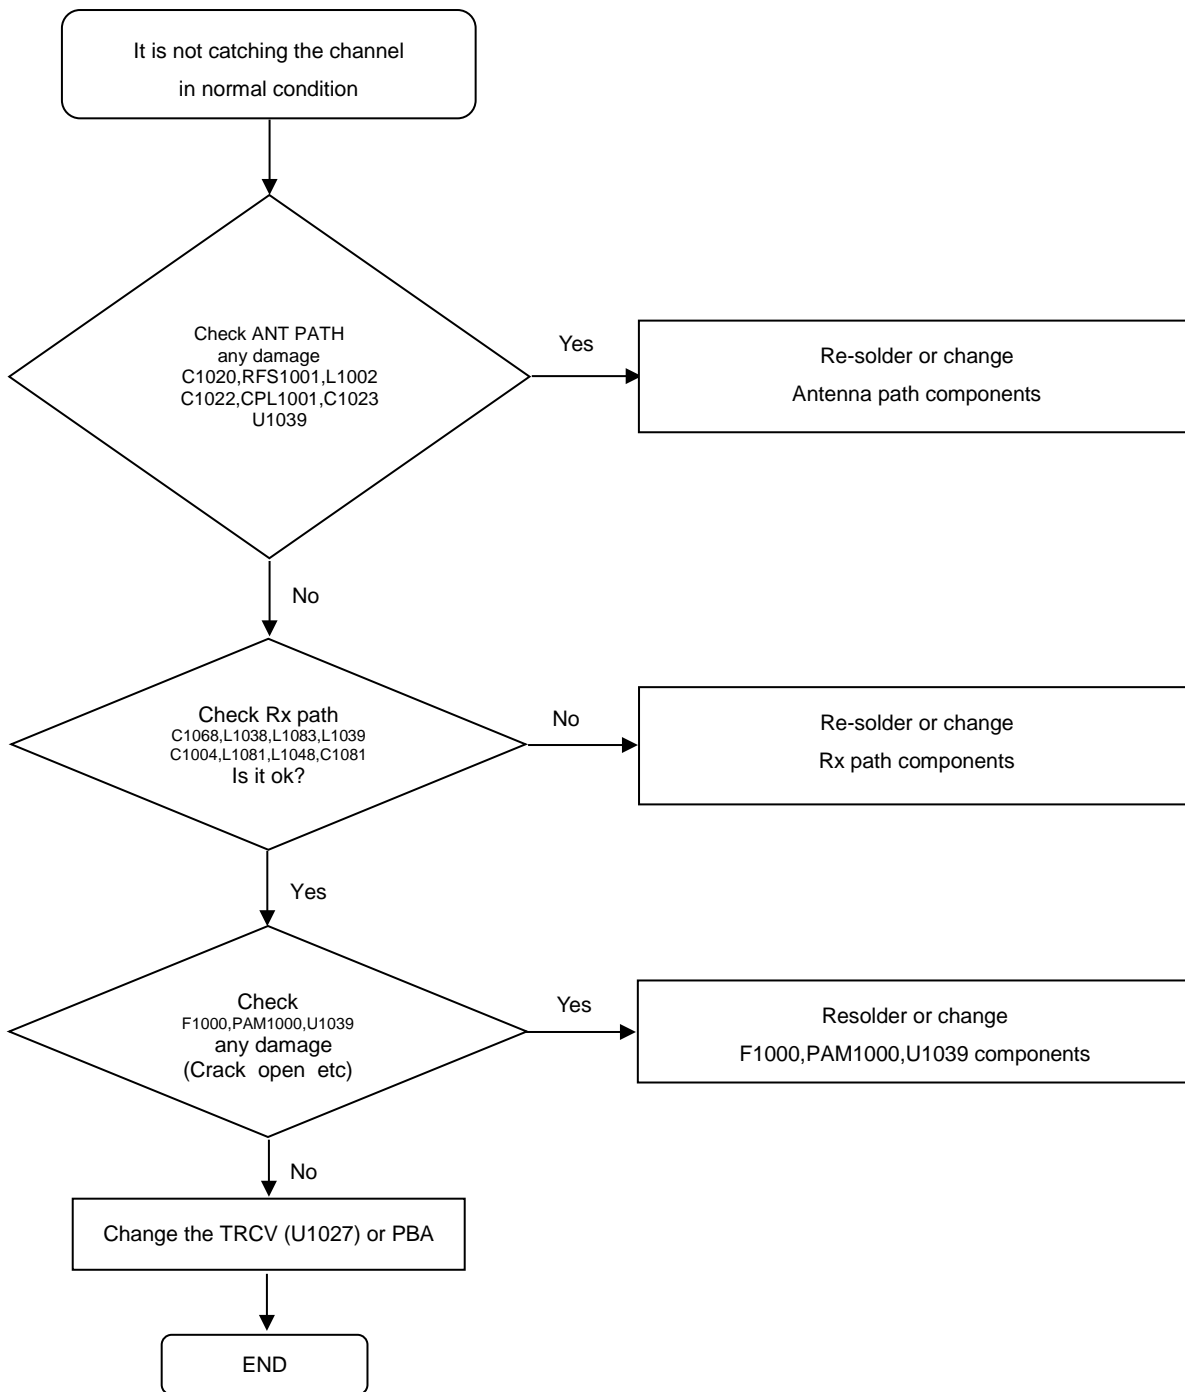 It is not catching the channel
in normal condition
Check ANT PATH
any damage
C1020,RFS1001,L1002
C1022,CPL1001,C1023
U1039
Yes
Re-solder or change
Antenna path components
No
Check Rx path
C1068,L1038,L1083,L1039
C1004,L1081,L1048,C1081
Is it ok?
No
Re-solder or change
Rx path components
Yes
Check
F1000,PAM1000,U1039
any damage
(Crack open etc)
Yes
Resolder or change
F1000,PAM1000,U1039 components
No
Change the TRCV (U1027) or PBA
END